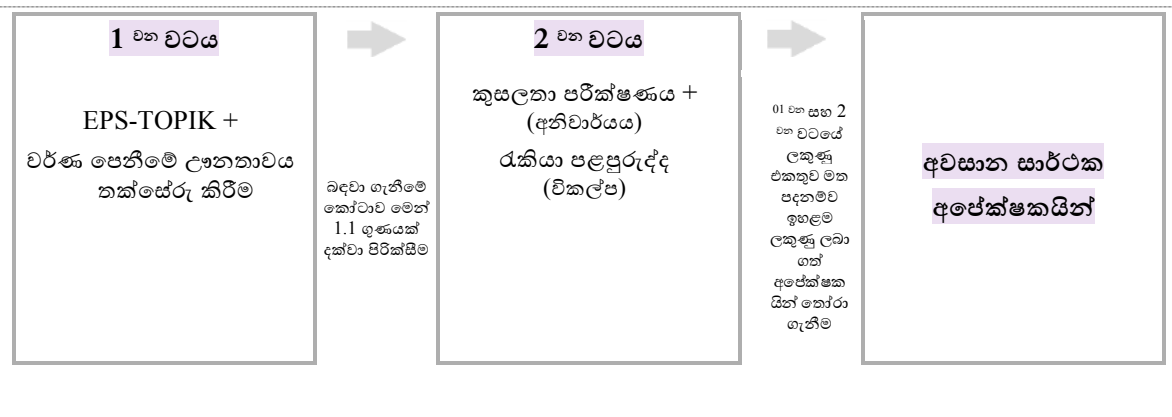 1 වන වටය
EPS-TOPIK +
වර්ණ පෙනීමේ ඌනතාවය
තක්සේරු කිරීම
බඳවා ගැනීමේ
කෝටාව මෙන්
1.1 ගුණයක්
දක්වා පිරික්සීම
2 වන වටය
කුසලතා පරීක්ෂණය +
(අනිවාර්යය)
රැකියා පළපුරුද්ද
(විකල්ප)
01 වන සහ 2
වන වටයේ
ලකුණු
එකතුව මත
පදනම්ව
ඉහළම
ලකුණු ලබා
ගත්
අපේක්ෂක
යින් තෝරා
ගැනීම
අවසාන සාර්ථක
අපේක්ෂකයින්